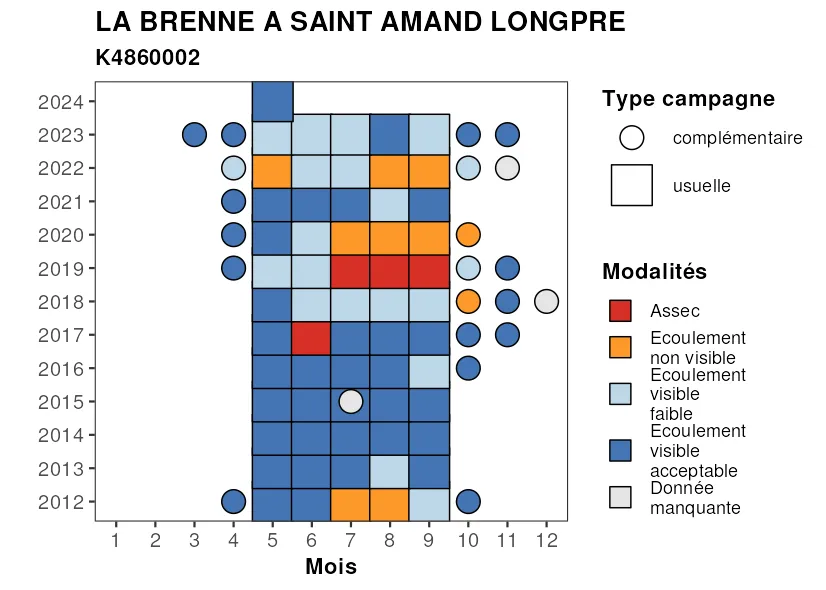 LA BRENNE A SAINT AMAND LONGPRE
K4860002
2024
2023
2022
2021
2020
2019
2018
2017
2016
2015
2014
2013
2012
1 2 3 4 5 6 7 8 9 10 11 12
Mois
Type campagne
complémentaire
usuelle
Modalités
Assec
Ecoulement
non visible
Ecoulement
visible
faible
Ecoulement
visible
acceptable
Donnée
manquante